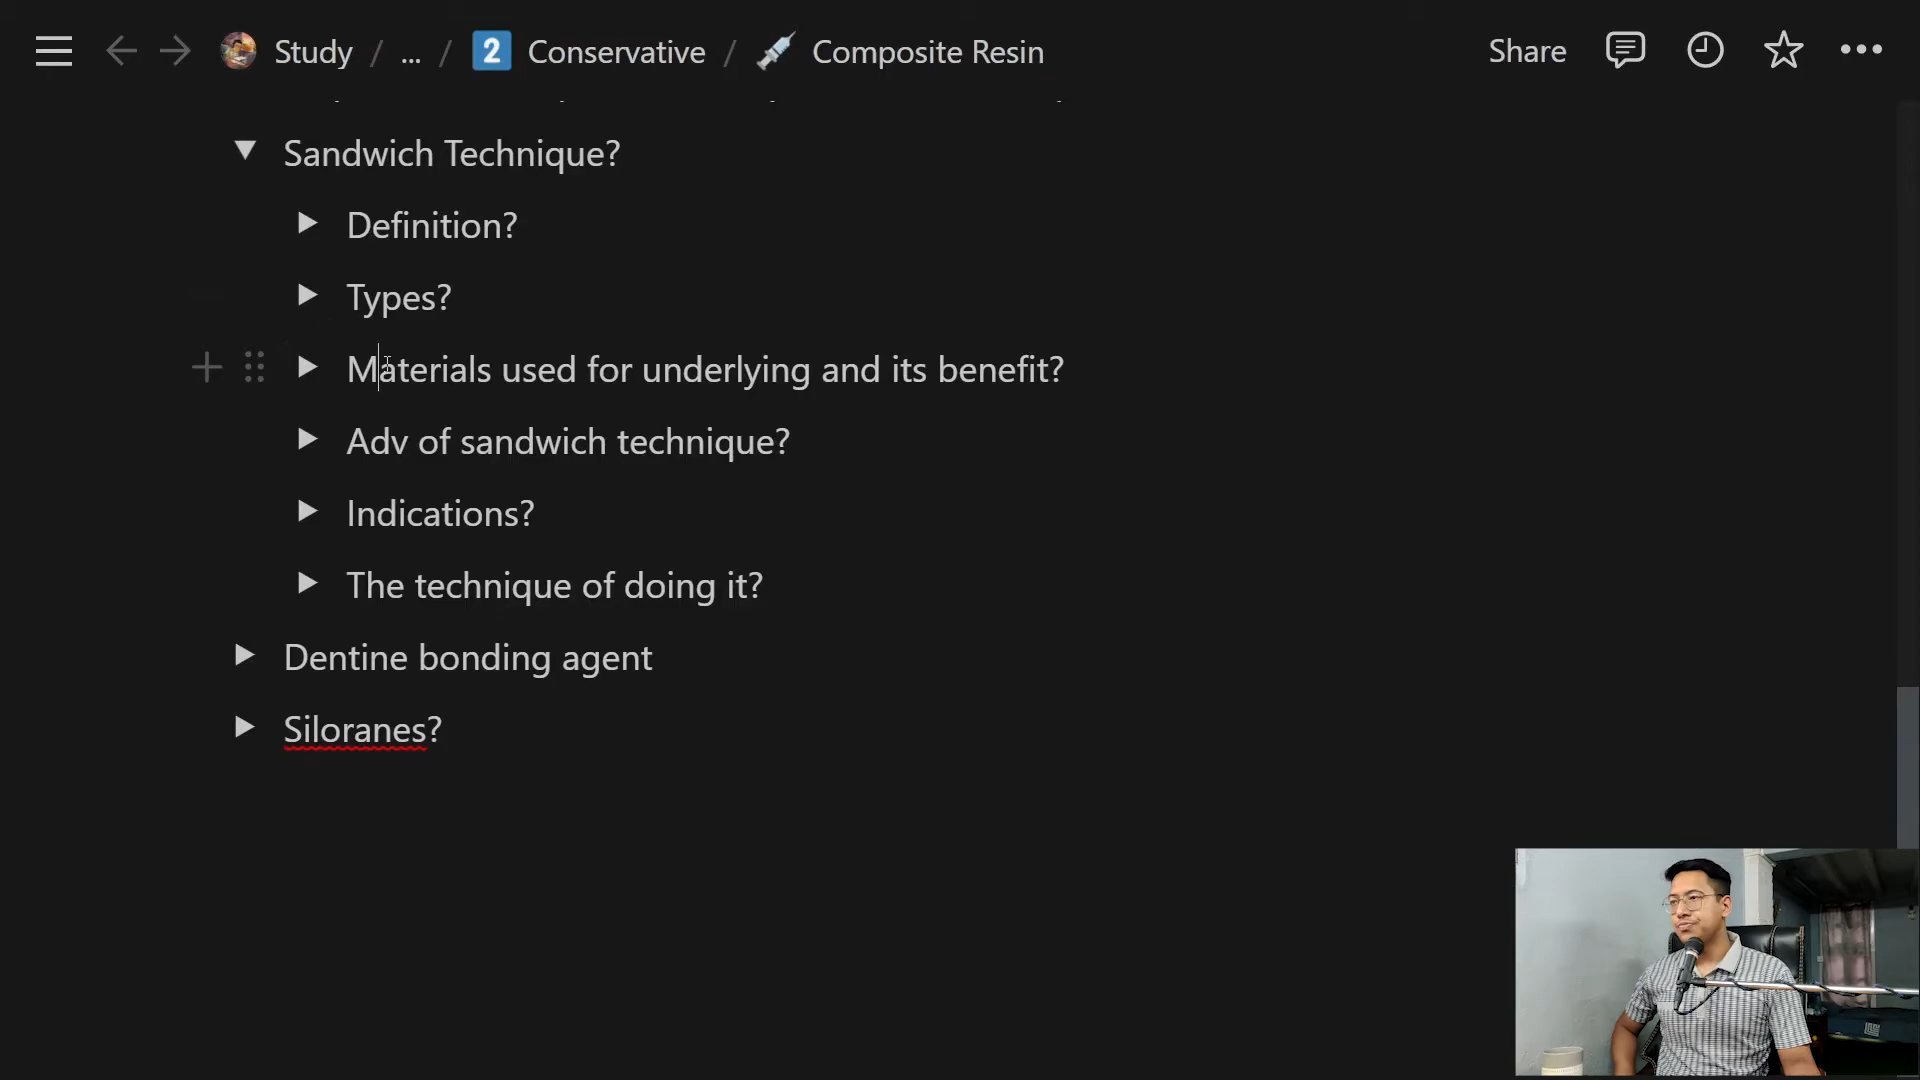 Study / ... / 2 Conservative / Composite Resin
Share
Sandwich Technique?
Definition?
Types?
Materials used for underlying and its benefit?
Adv of sandwich technique?
Indications?
The technique of doing it?
Dentine bonding agent
Siloranes?